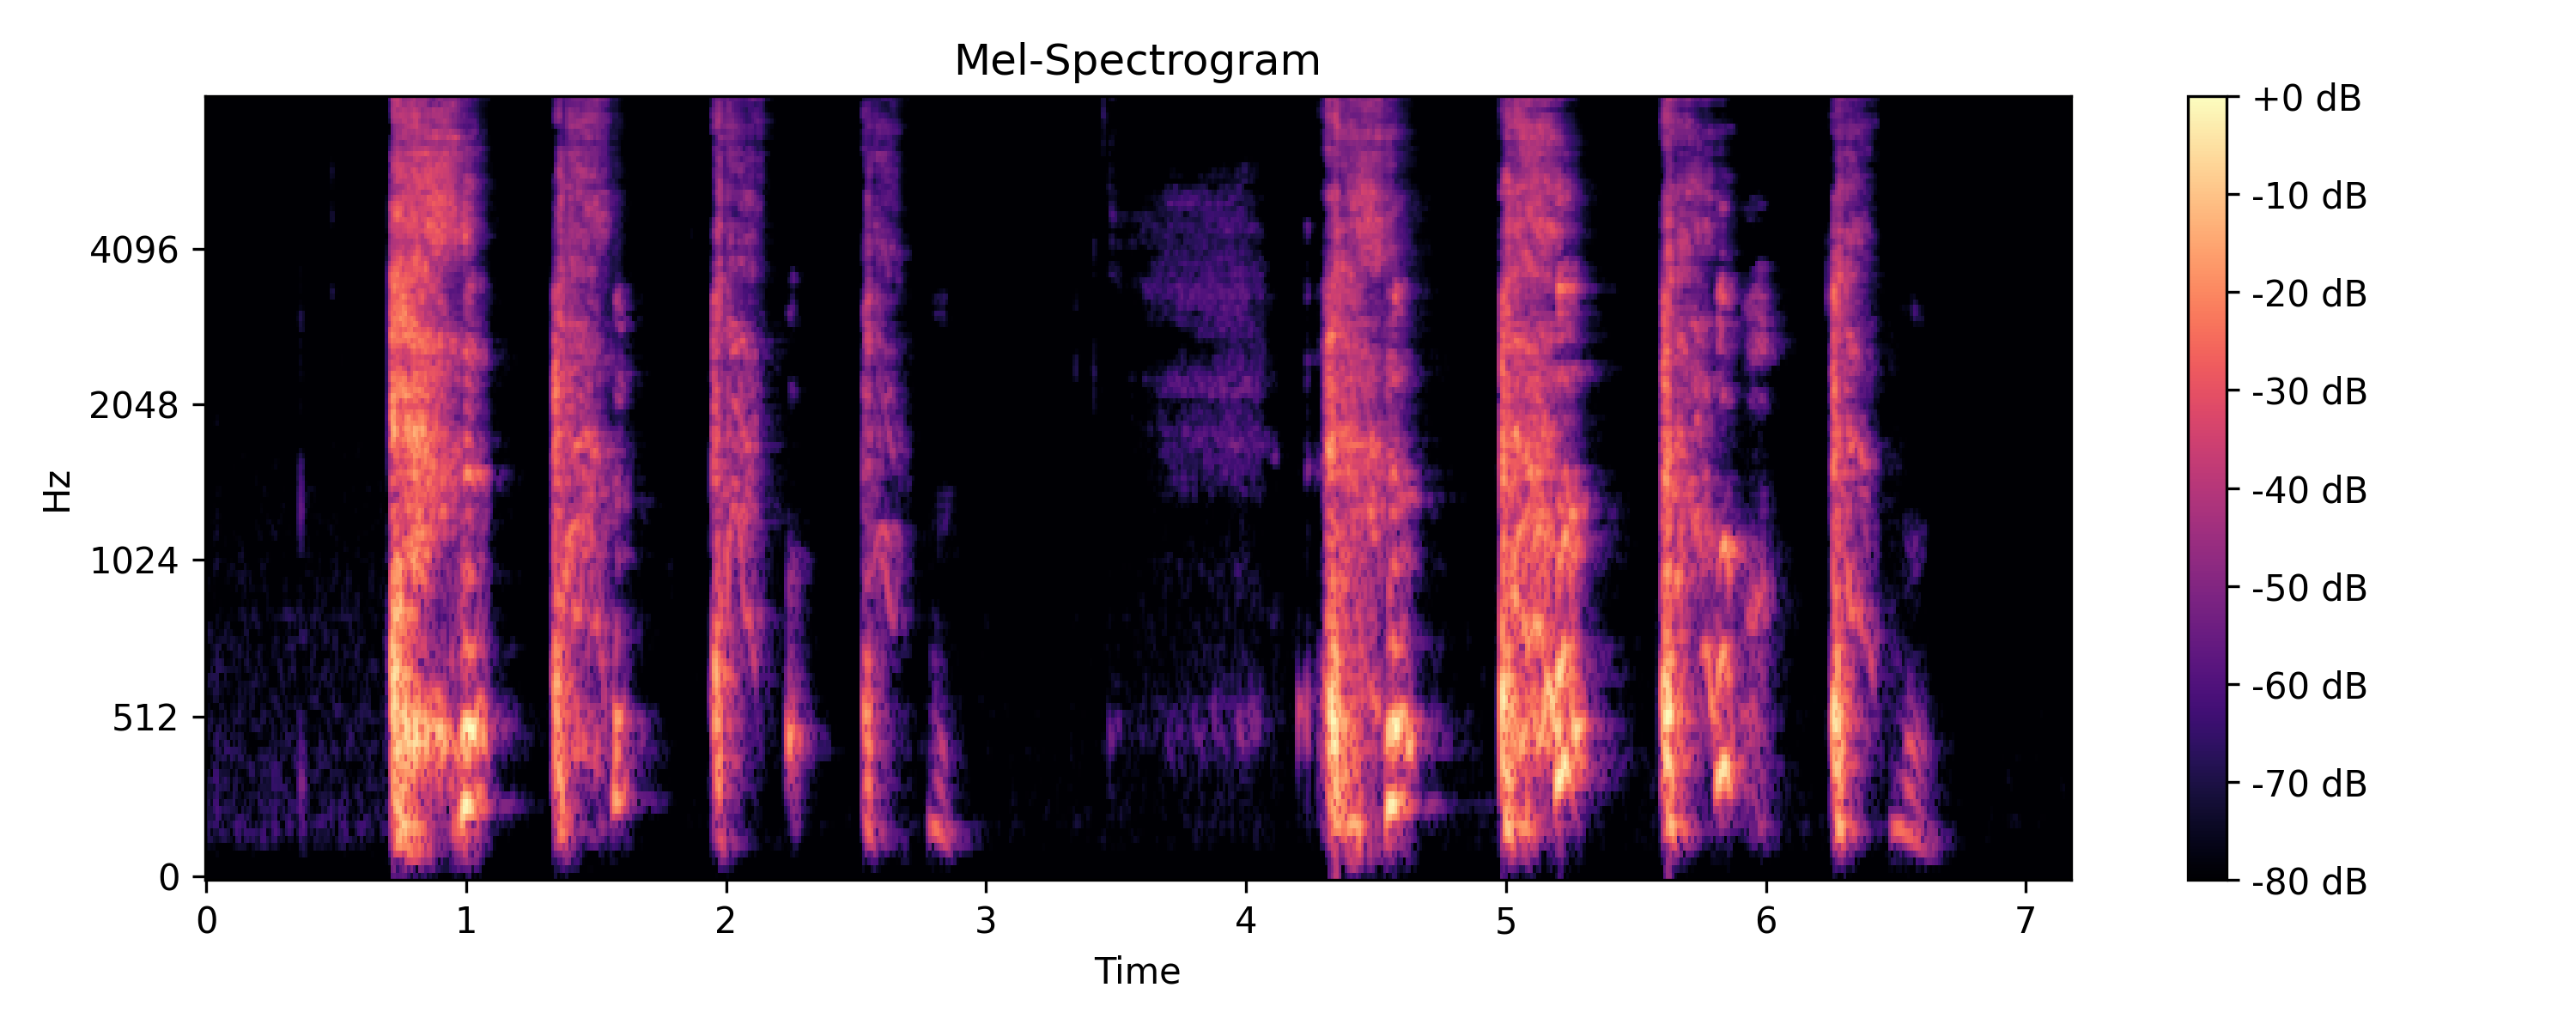 Mel-Spectrogram
Hz
4096
2048
1024
512
0
0 1 2 3 4 5 6 7
Time
+0 dB
-10 dB
-20 dB
-30 dB
-40 dB
-50 dB
-60 dB
-70 dB
-80 dB